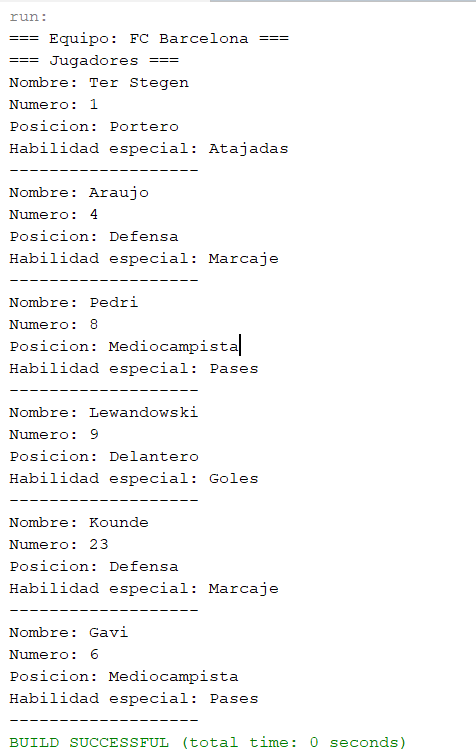 run:
=== Equipo: FC Barcelona ===
=== Jugadores ===
Nombre: Ter Stegen
Numero: 1
Posicion: Portero
Habilidad especial: Atajadas
-------------------
Nombre: Araujo
Numero: 4
Posicion: Defensa
Habilidad especial: Marcaje
-------------------
Nombre: Pedri
Numero: 8
Posicion: Mediocampista
Habilidad especial: Pases
-------------------
Nombre: Lewandowski
Numero: 9
Posicion: Delantero
Habilidad especial: Goles
-------------------
Nombre: Kounde
Numero: 23
Posicion: Defensa
Habilidad especial: Marcaje
-------------------
Nombre: Gavi
Numero: 6
Posicion: Mediocampista
Habilidad especial: Pases
-------------------
BUILD SUCCESSFUL (total time: 0 seconds)